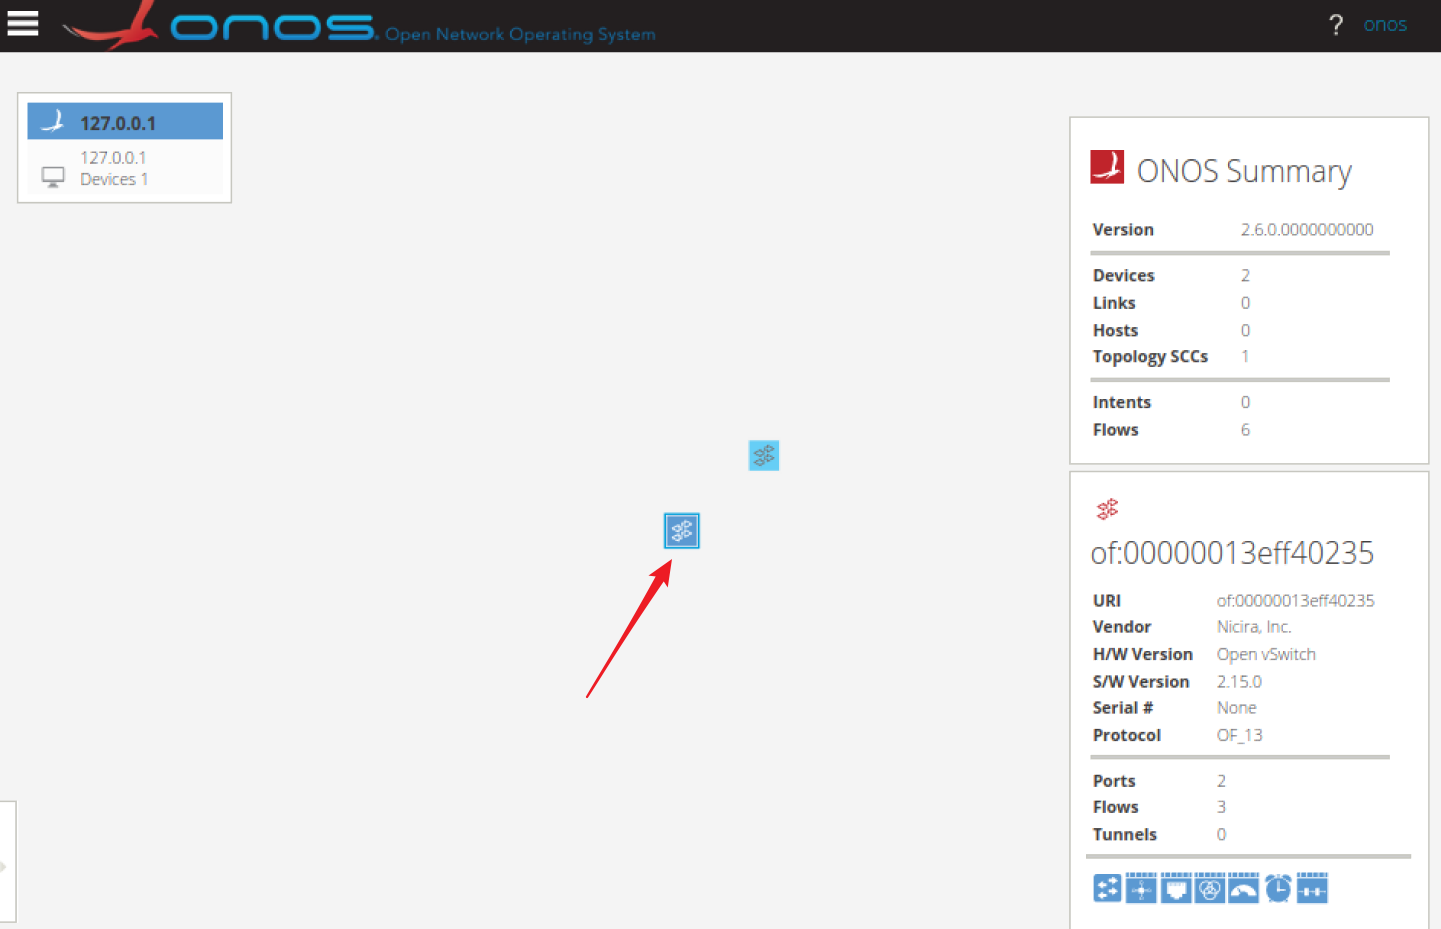 onos. Open Network Operating System
? onos
127.0.0.1
127.0.0.1
Devices 1
ONOS Summary
Version 2.6.0.0000000000
Devices 2
Links 0
Hosts 0
Topology SCCs 1
Intents 0
Flows 6
of:00000013eff40235
URI of:00000013eff40235
Vendor Nicira, Inc.
H/W Version Open vSwitch
S/W Version 2.15.0
Serial # None
Protocol OF_13
Ports 2
Flows 3
Tunnels 0